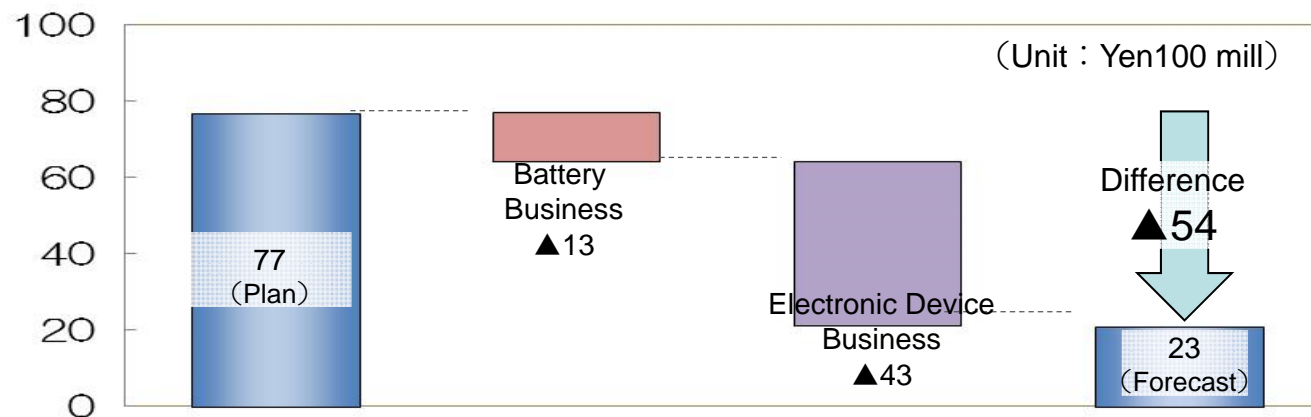 100
80
60
40
20
0
（Unit：Yen100 mill）
77
（Plan）
Battery
Business
▲13
Electronic Device
Business
▲43
Difference
▲54
23
（Forecast）